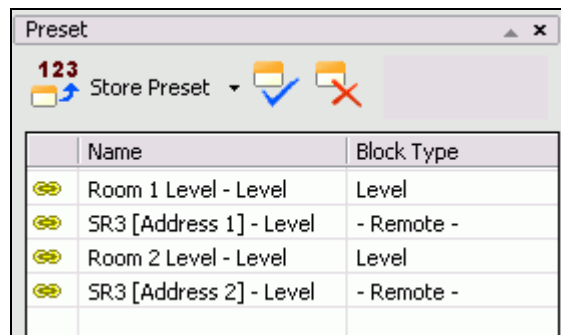 Preset
123
Store Preset
Name Block Type
Room 1 Level - Level Level
SR3 [Address 1] - Level - Remote -
Room 2 Level - Level Level
SR3 [Address 2] - Level - Remote -